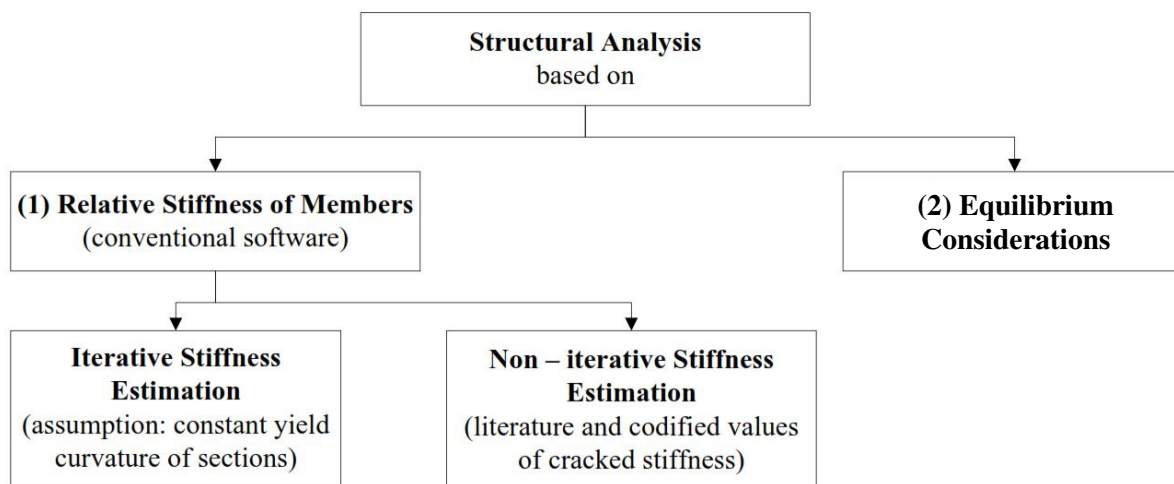 Structural Analysis
based on
(1) Relative Stiffness of Members
(conventional software)
(2) Equilibrium
Considerations
Iterative Stiffness
Estimation
(assumption: constant yield
curvature of sections)
Non – iterative Stiffness
Estimation
(literature and codified values
of cracked stiffness)